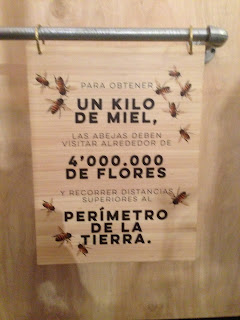 PARA OBTENER
UN KILO
DE MIEL,
LAS ABEJAS DEBEN
VISITAR ALREDEDOR DE
4'000.000
DE FLORES
Y RECORRER DISTANCIAS
SUPERIORES AL
PERÍMETRO
DE LA
TIERRA.